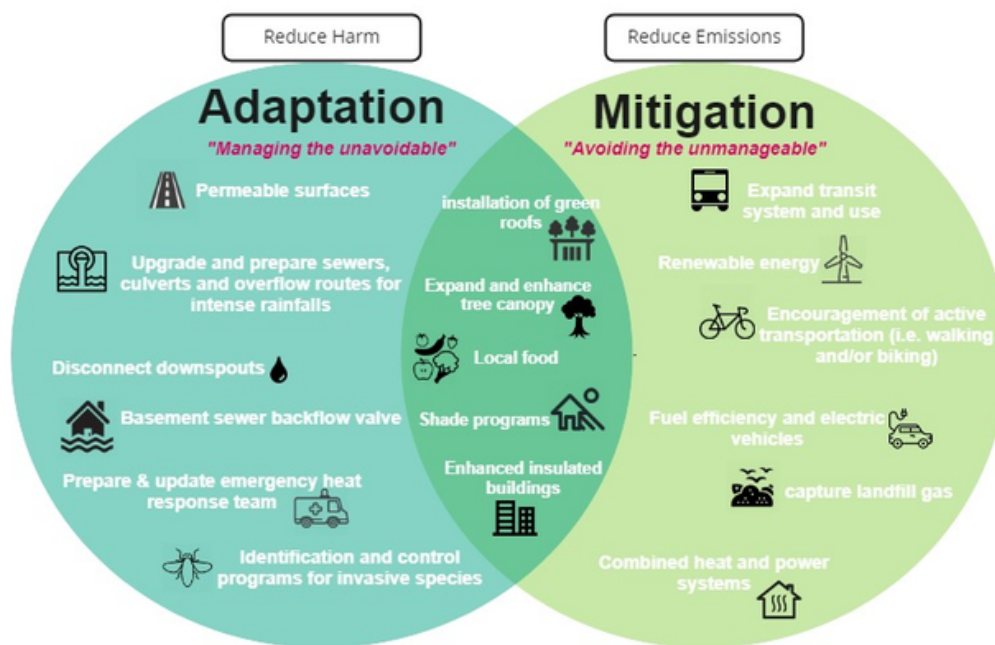 Reduce Harm
Reduce Emissions
Adaptation
"Managing the unavoidable"
Permeable surfaces
Upgrade and prepare sewers,
culverts and overflow routes for
intense rainfalls
Disconnect downspouts
Basement sewer backflow valve
Prepare & update emergency heat
response team
Identification and control
programs for invasive species
installation of green
roofs
Expand and enhance
tree canopy
Local food
Shade programs
Enhanced insulated
buildings
Mitigation
"Avoiding the unmanageable"
Expand transit
system and use
Renewable energy
Encouragement of active
transportation (i.e. walking
and/or biking)
Fuel efficiency and electric
vehicles
capture landfill gas
Combined heat and power
systems